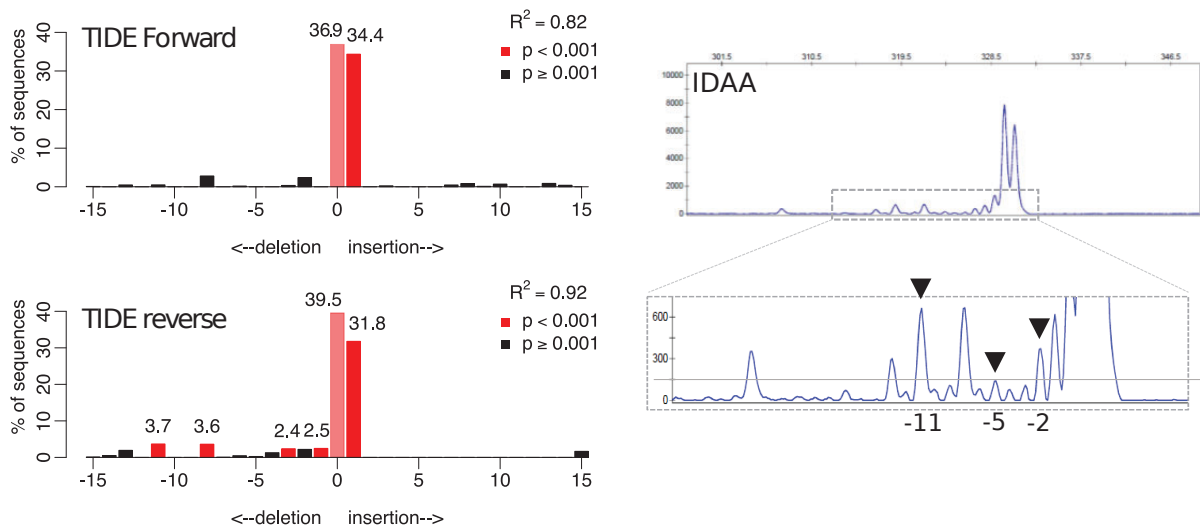 TIDE Forward
R² = 0.82
p < 0.001
p ≥ 0.001
36.9
34.4
% of sequences
40
30
20
10
0
-15 -10 -5 0 5 10 15
<--deletion insertion-->
TIDE reverse
R² = 0.92
p < 0.001
p ≥ 0.001
39.5
31.8
3.7 3.6 2.4 2.5
% of sequences
40
30
20
10
0
-15 -10 -5 0 5 10 15
<--deletion insertion-->
301.5 310.5 319.5 328.5 337.5 346.5
IDAA
10000
8000
6000
4000
2000
0
600
300
0
-11 -5 -2